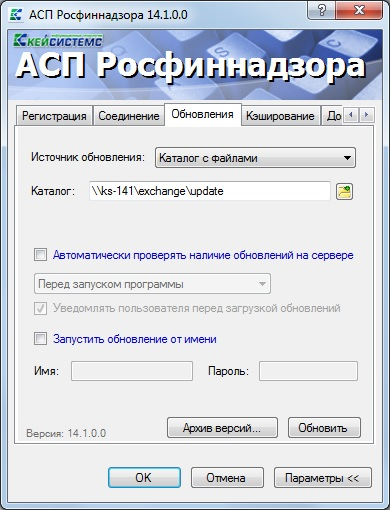 АСП Росфиннадзора 14.1.0.0
КЕЙСИСТЕМС
АСП Росфиннадзора
Регистрация Соединение Обновления Кэширование До
Источник обновления: Каталог с файлами
Каталог: \\ks-141\exchange\update
Автоматически проверять наличие обновлений на сервере
Перед запуском программы
Уведомлять пользователя перед загрузкой обновлений
Запустить обновление от имени
Имя: Пароль:
Версия: 14.1.0.0 Архив версий... Обновить
OK Отмена Параметры <<